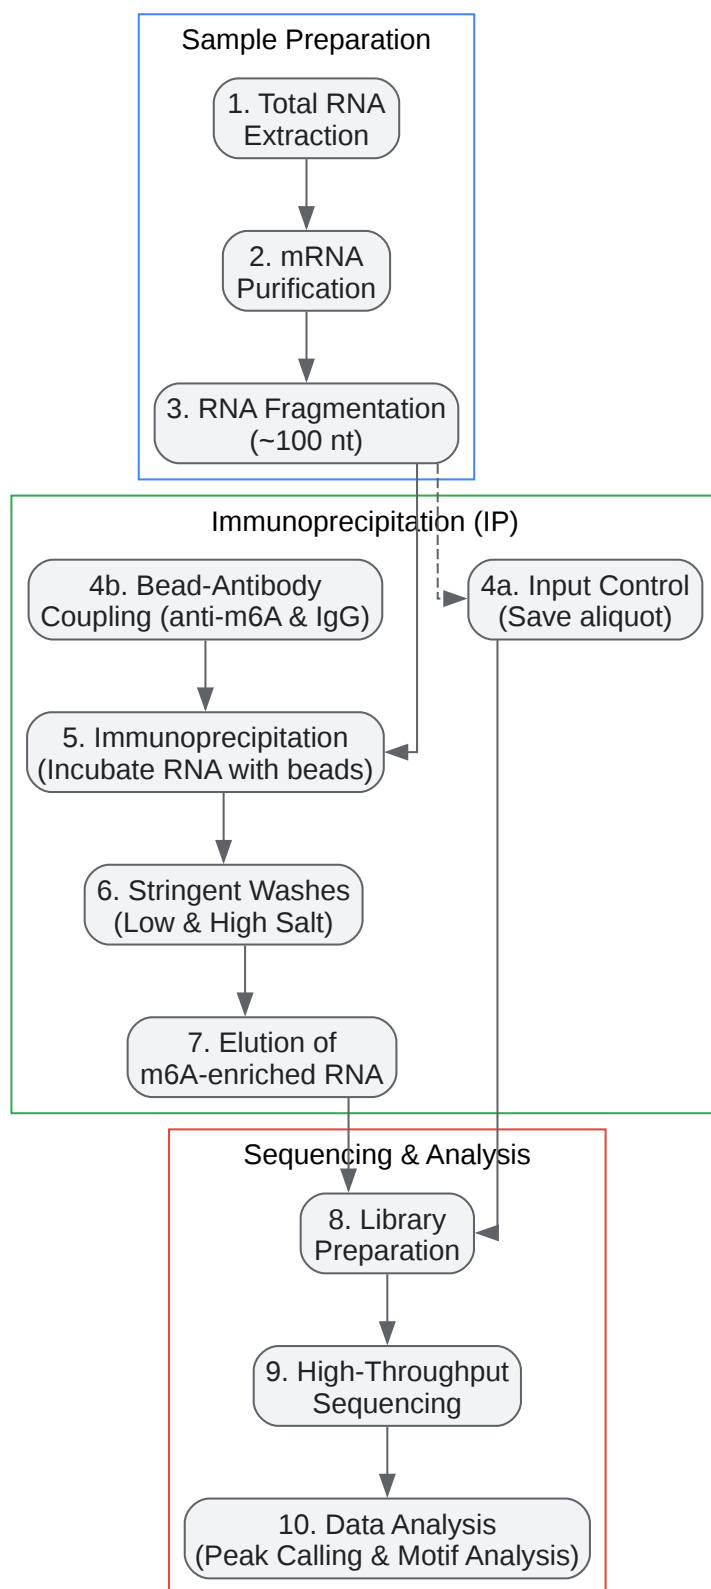 Sample Preparation
1. Total RNA
Extraction
2. mRNA
Purification
3. RNA Fragmentation
(~100 nt)
Immunoprecipitation (IP)
4b. Bead-Antibody
Coupling (anti-m6A & IgG)
4a. Input Control
(Save aliquot)
5. Immunoprecipitation
(Incubate RNA with beads)
6. Stringent Washes
(Low & High Salt)
7. Elution of
m6A-enriched RNA
Sequencing & Analysis
8. Library
Preparation
9. High-Throughput
Sequencing
10. Data Analysis
(Peak Calling & Motif Analysis)